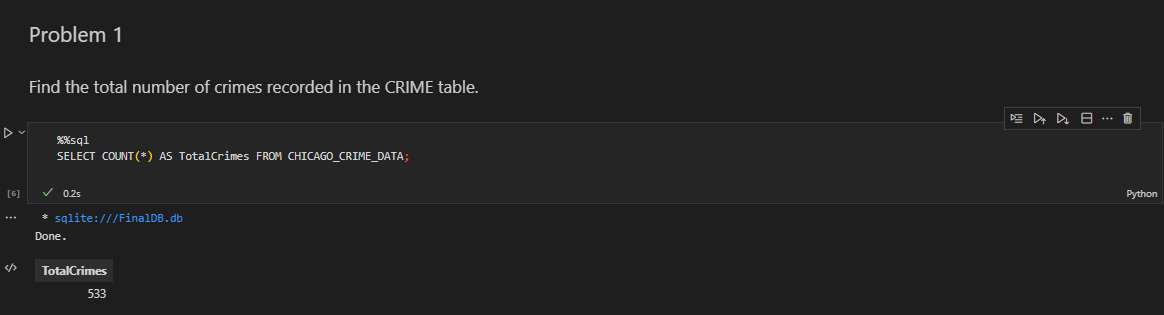 Problem 1
Find the total number of crimes recorded in the CRIME table.
%%sql
SELECT COUNT(*) AS TotalCrimes FROM CHICAGO_CRIME_DATA;
[6]
0.2s
Python
* sqlite:///FinalDB.db
Done.
TotalCrimes
533